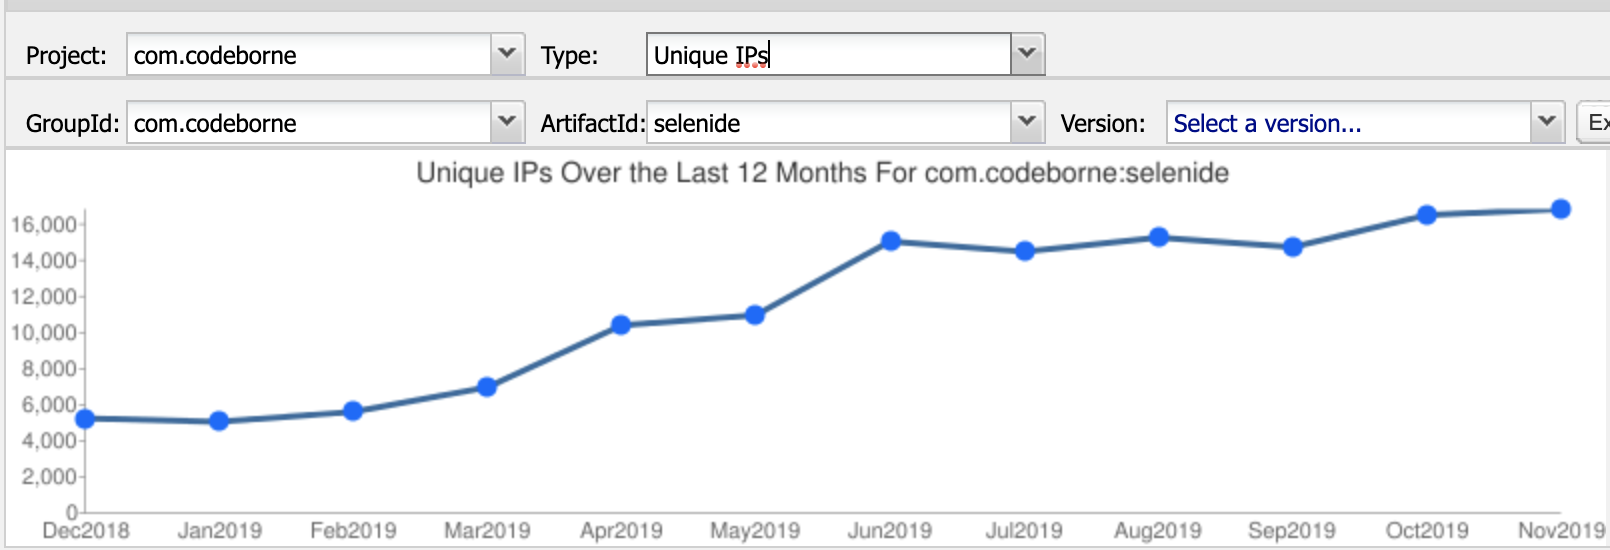 Project: com.codeborne Type: Unique IPs
GroupId: com.codeborne ArtifactId: selenide Version: Select a version... Ex
Unique IPs Over the Last 12 Months For com.codeborne:selenide
16,000
14,000
12,000
10,000
8,000
6,000
4,000
2,000
0
Dec2018 Jan2019 Feb2019 Mar2019 Apr2019 May2019 Jun2019 Jul2019 Aug2019 Sep2019 Oct2019 Nov2019